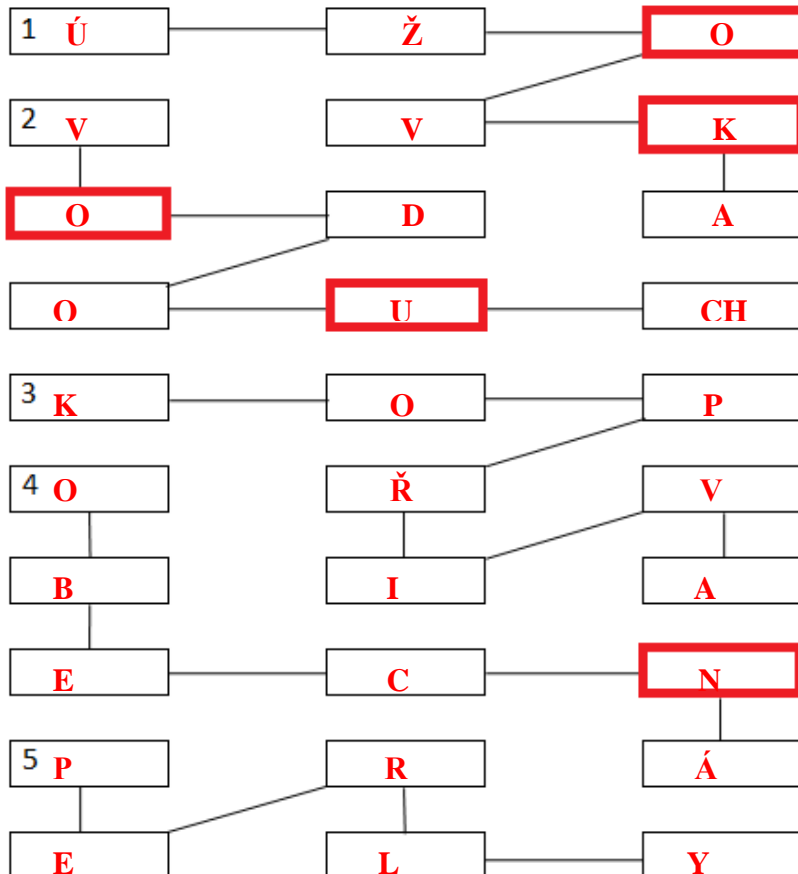 1 Ú Ž O
2 V V K
O D A
O U CH
3 K O P
4 O Ř V
B I A
E C N
5 P R Á
E L Y